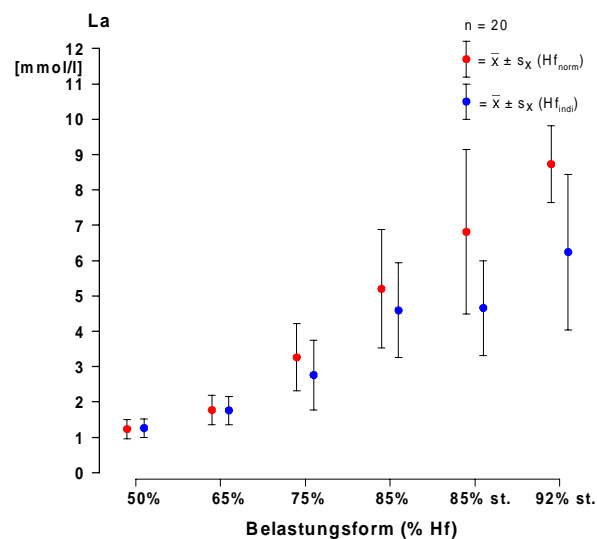 La
[mmol/l]
n = 20
= x̄ ± sX (Hfnorm)
= x̄ ± sX (Hfindi)
12
11
10
9
8
7
6
5
4
3
2
1
0
50% 65% 75% 85% 85% st. 92% st.
Belastungsform (% Hf)